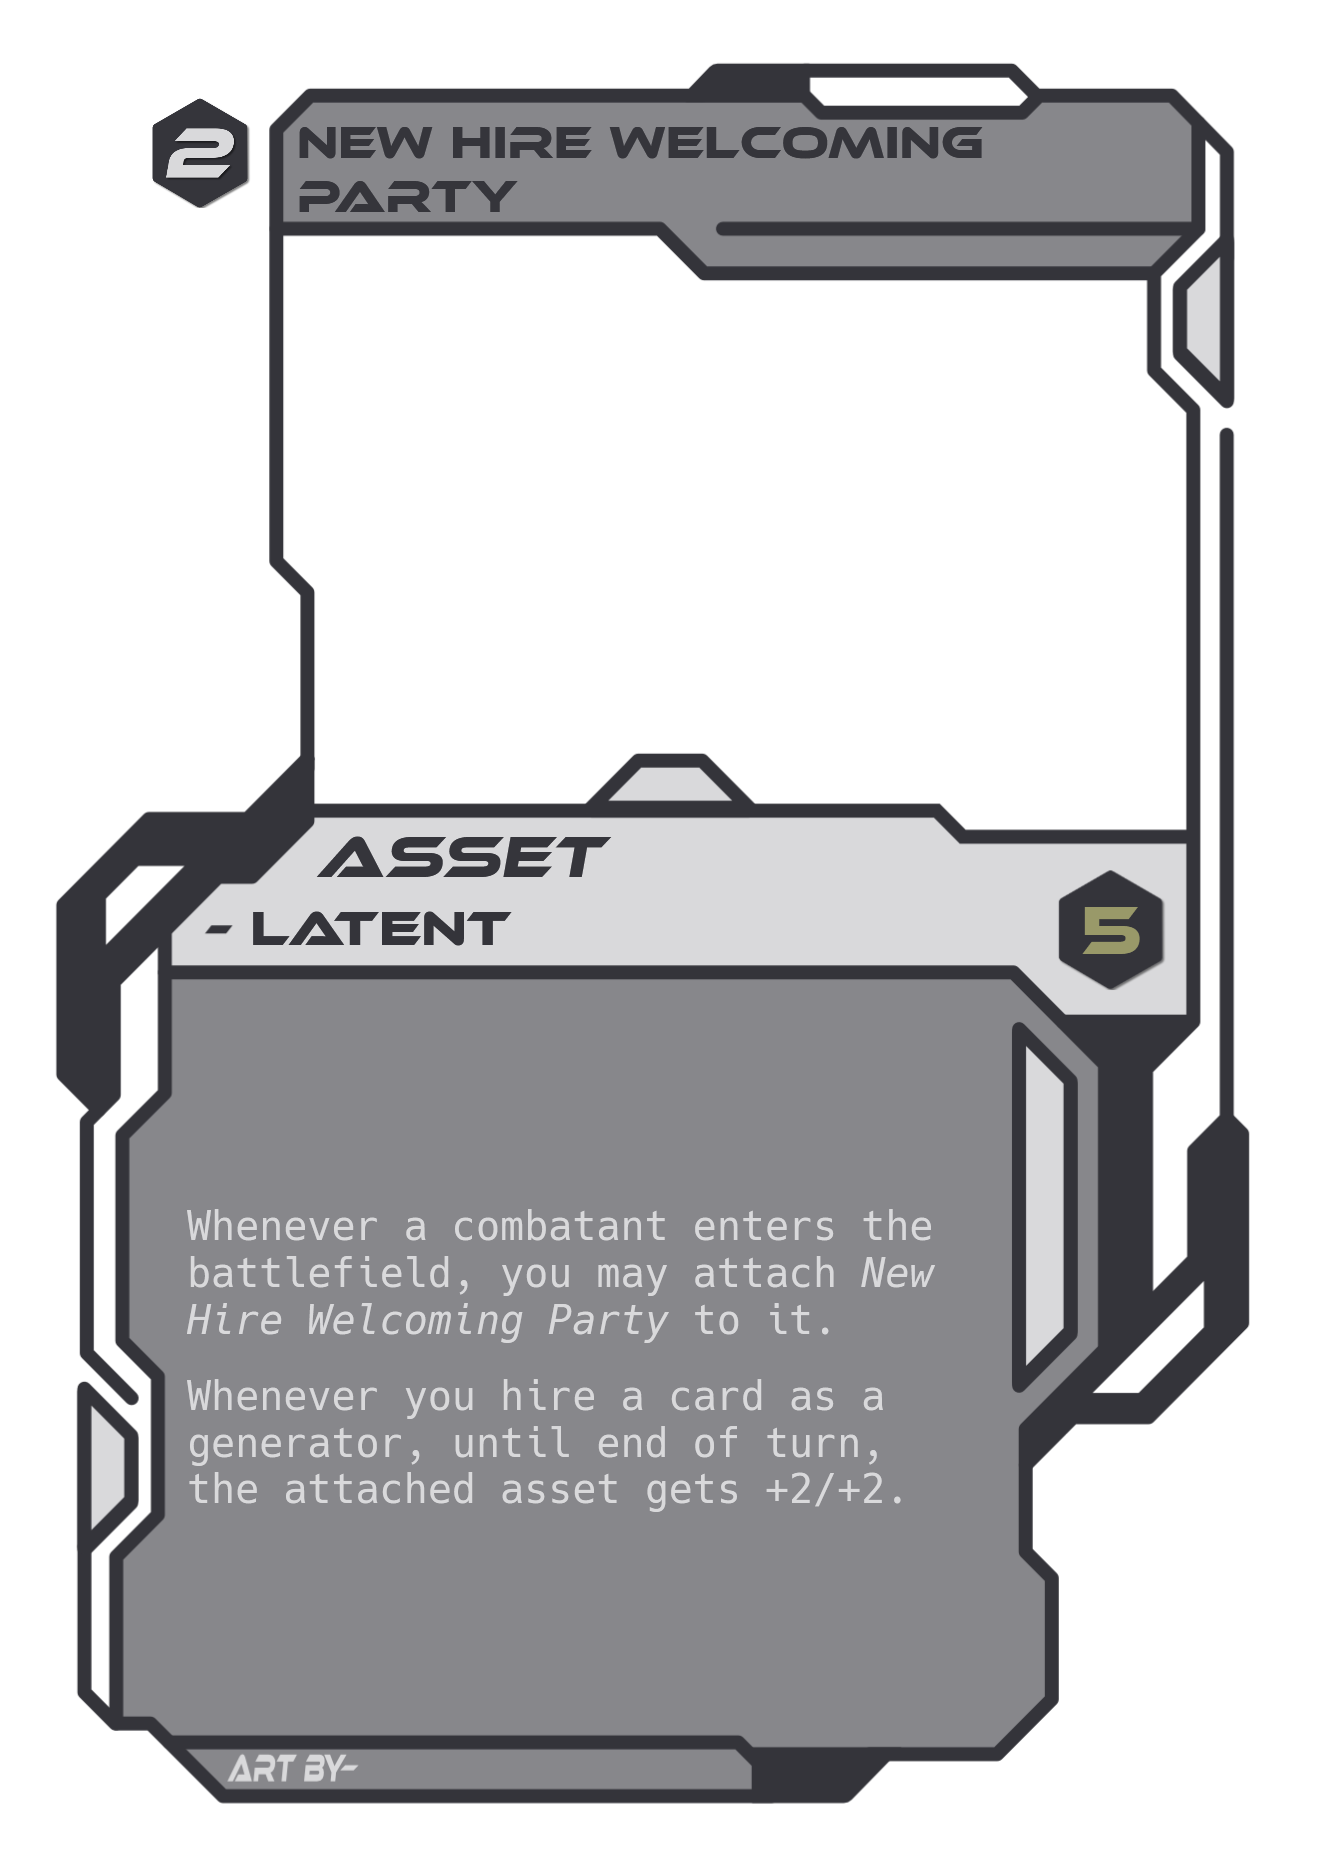 2
NEW HIRE WELCOMING
PARTY
ASSET
- LATENT
5
Whenever a combatant enters the
battlefield, you may attach New
Hire Welcoming Party to it.
Whenever you hire a card as a
generator, until end of turn,
the attached asset gets +2/+2.
ART BY-